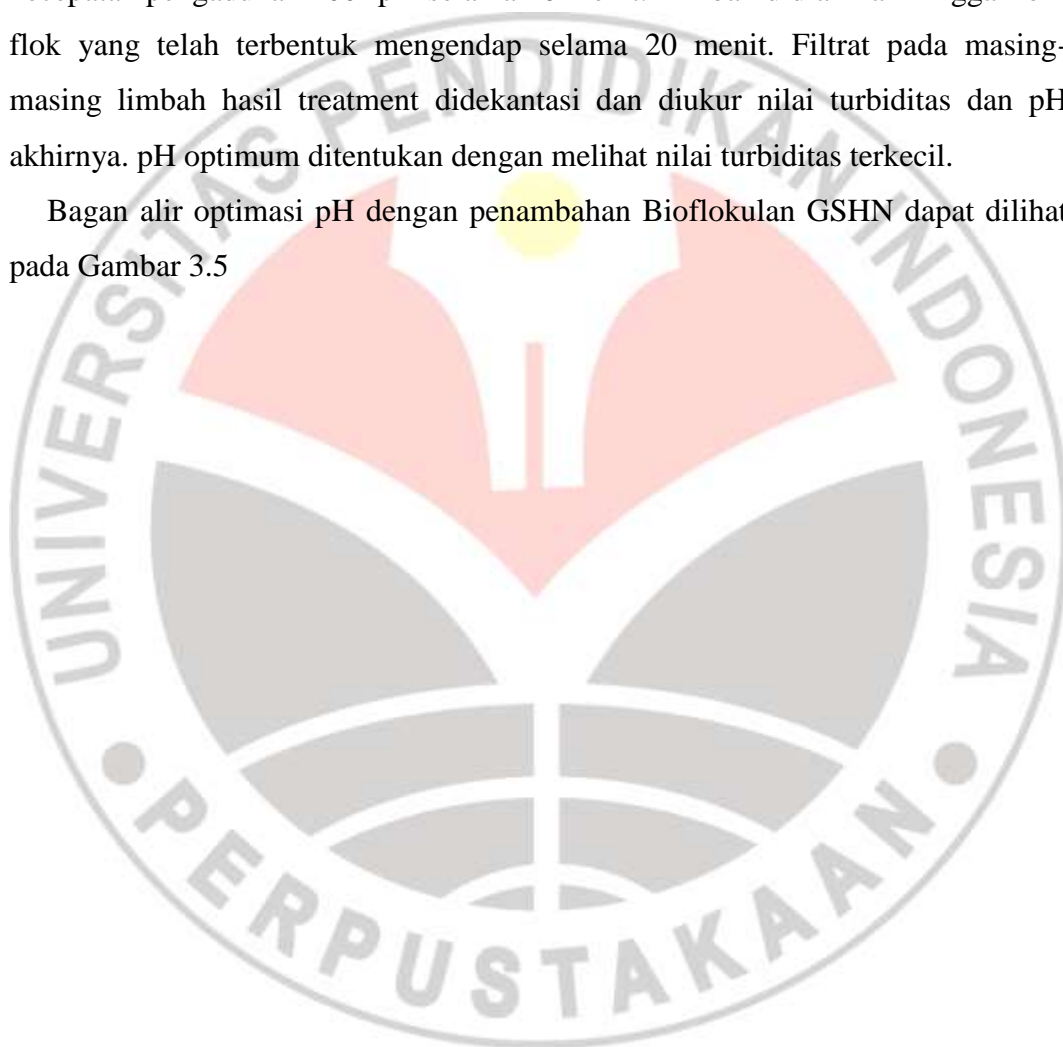 flok yang telah terbentuk mengendap selama 20 menit. Filtrat pada masing-
masing limbah hasil treatment didekantasi dan diukur nilai turbiditas dan pH
akhirnya. pH optimum ditentukan dengan melihat nilai turbiditas terkecil.
Bagan alir optimasi pH dengan penambahan Bioflokulan GSHN dapat dilihat
pada Gambar 3.5
UNIVERSITAS PENDIDIKAN INDONESIA
PERPUSTAKAAN